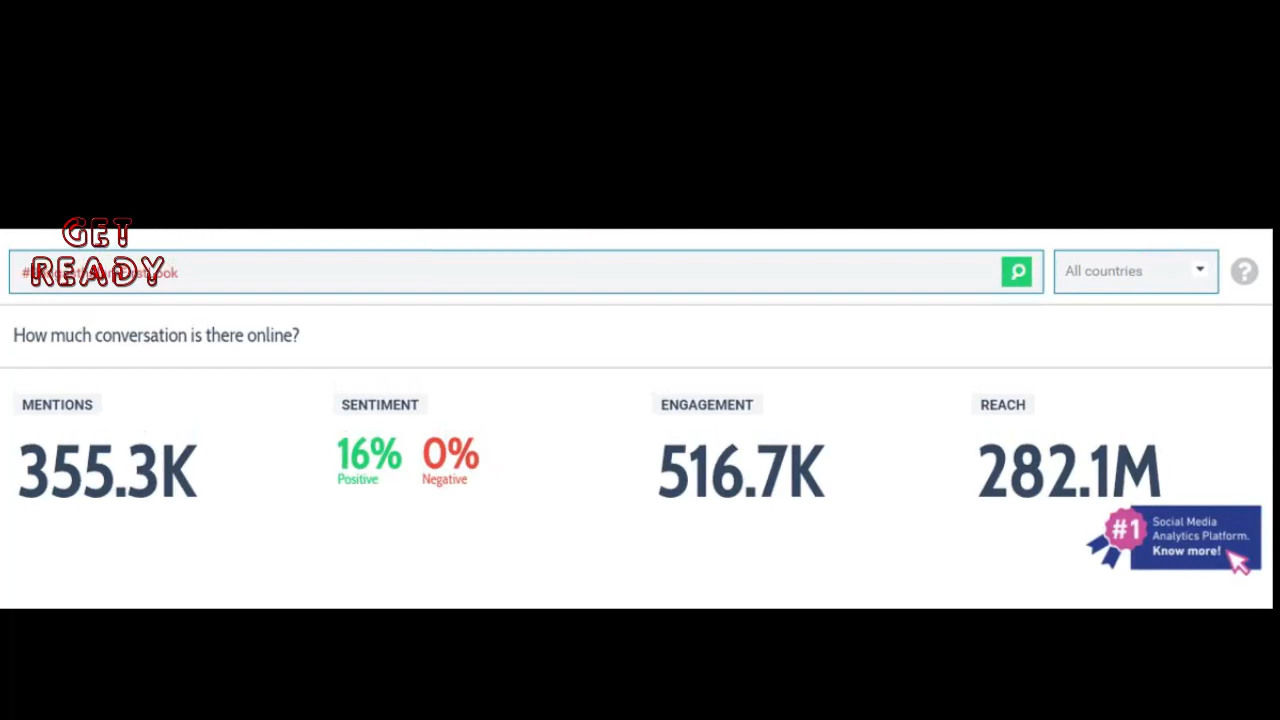 GET
READY
All countries
?
How much conversation is there online?
MENTIONS
355.3K
SENTIMENT
16% 0%
Positive Negative
ENGAGEMENT
516.7K
REACH
282.1M
#1
Social Media
Analytics Platform.
Know more!